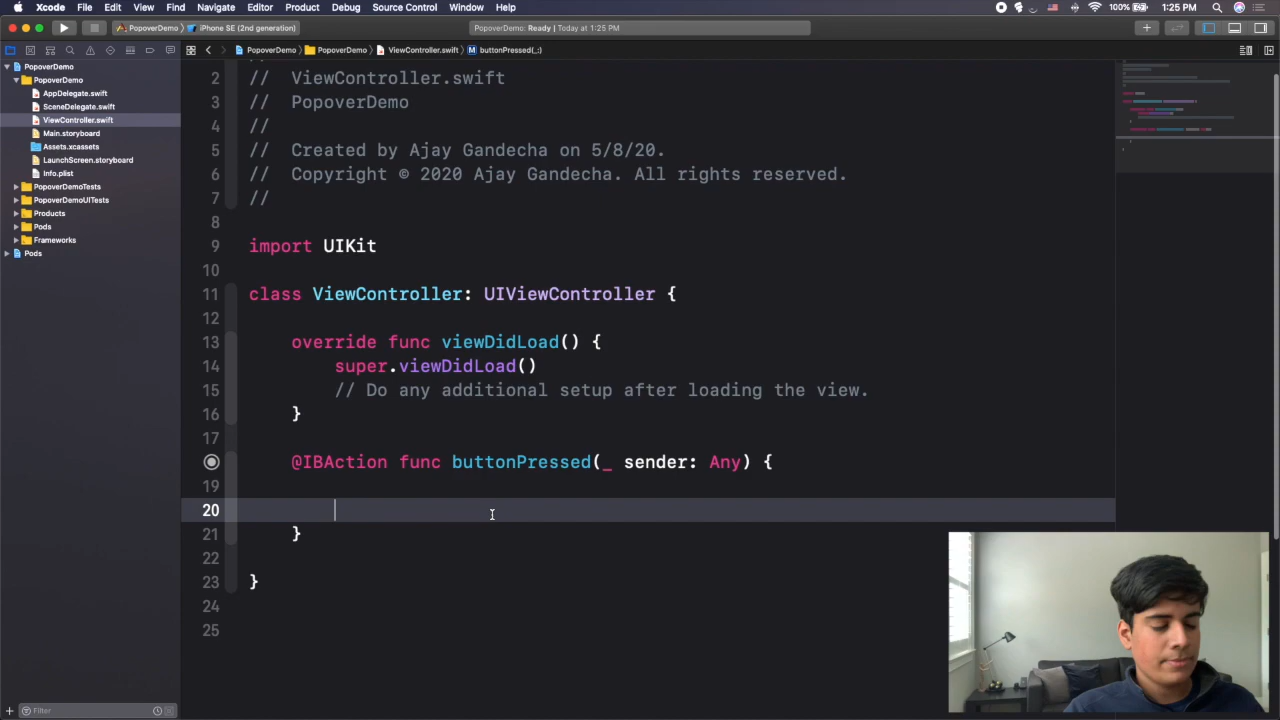 Xcode File Edit View Find Navigate Editor Product Debug Source Control Window Help 100% 1:25 PM
PopoverDemo iPhone SE (2nd generation) PopoverDemo: Ready | Today at 1:25 PM
PopoverDemo PopoverDemo ViewController.swift M buttonPressed(_:)
PopoverDemo
PopoverDemo
AppDelegate.swift
SceneDelegate.swift
ViewController.swift
Main.storyboard
Assets.xcassets
LaunchScreen.storyboard
Info.plist
PopoverDemoTests
PopoverDemoUITests
Products
Pods
Frameworks
Pods
Filter
2 // ViewController.swift
3 // PopoverDemo
4 //
5 // Created by Ajay Gandecha on 5/8/20.
6 // Copyright © 2020 Ajay Gandecha. All rights reserved.
7 //
8
9 import UIKit
10
11 class ViewController: UIViewController {
12
13 override func viewDidLoad() {
14 super.viewDidLoad()
15 // Do any additional setup after loading the view.
16 }
17
18 @IBAction func buttonPressed(_ sender: Any) {
19
20
21 }
22
23 }
24
25